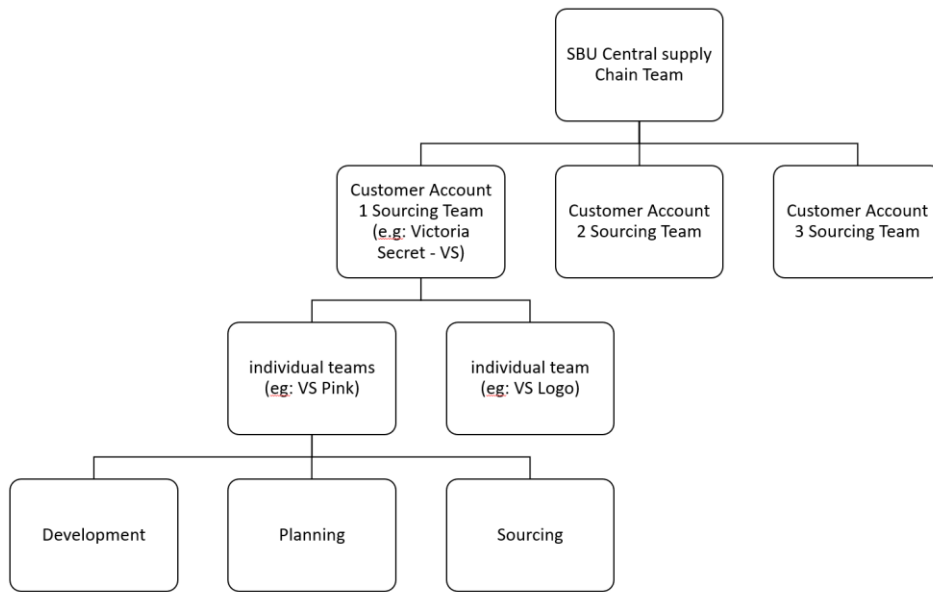 SBU Central supply
Chain Team
Customer Account
1 Sourcing Team
(e.g: Victoria
Secret - VS)
Customer Account
2 Sourcing Team
Customer Account
3 Sourcing Team
individual teams
(eg: VS Pink)
individual team
(eg: VS Logo)
Development
Planning
Sourcing